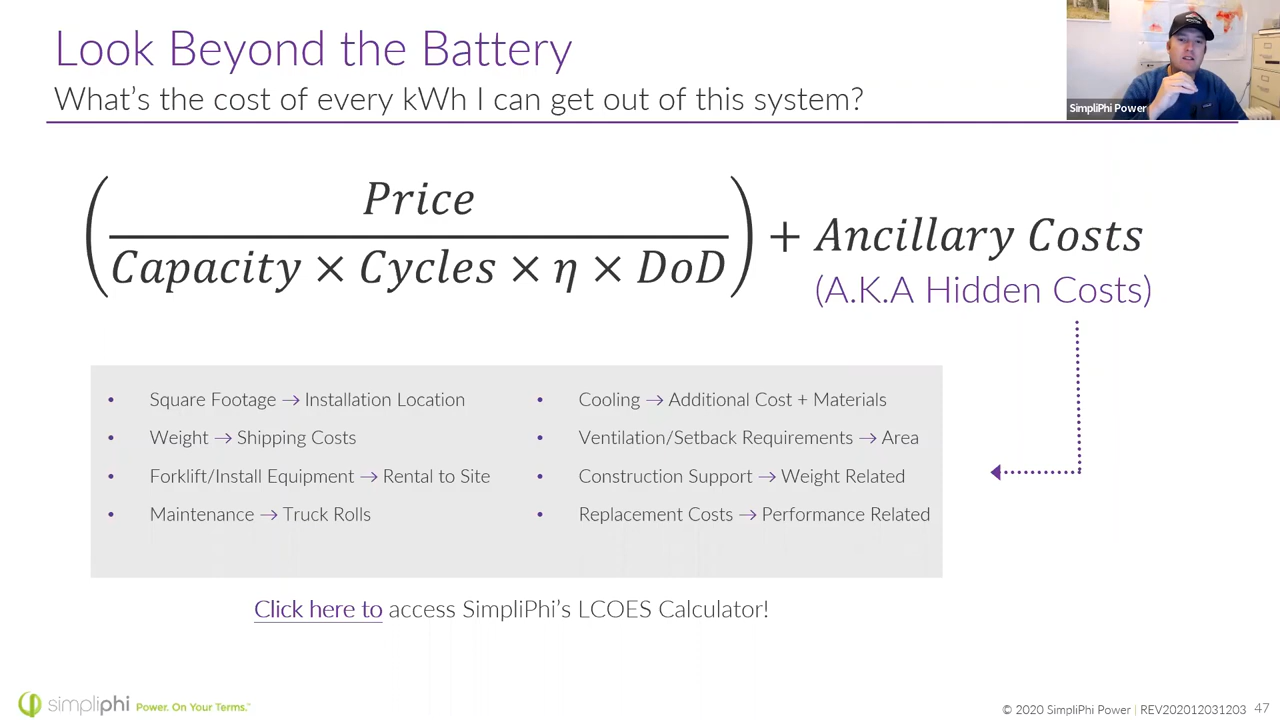 Look Beyond the Battery
What's the cost of every kWh I can get out of this system?
SimpliPhi Power
(Price / Capacity × Cycles × η × DoD) + Ancillary Costs
(A.K.A Hidden Costs)
• Square Footage → Installation Location
• Weight → Shipping Costs
• Forklift/Install Equipment → Rental to Site
• Maintenance → Truck Rolls
• Cooling → Additional Cost + Materials
• Ventilation/Setback Requirements → Area
• Construction Support → Weight Related
• Replacement Costs → Performance Related
Click here to access SimpliPhi's LCOES Calculator!
simpliphi Power. On Your Terms.™
© 2020 SimpliPhi Power | REV202012031203 47